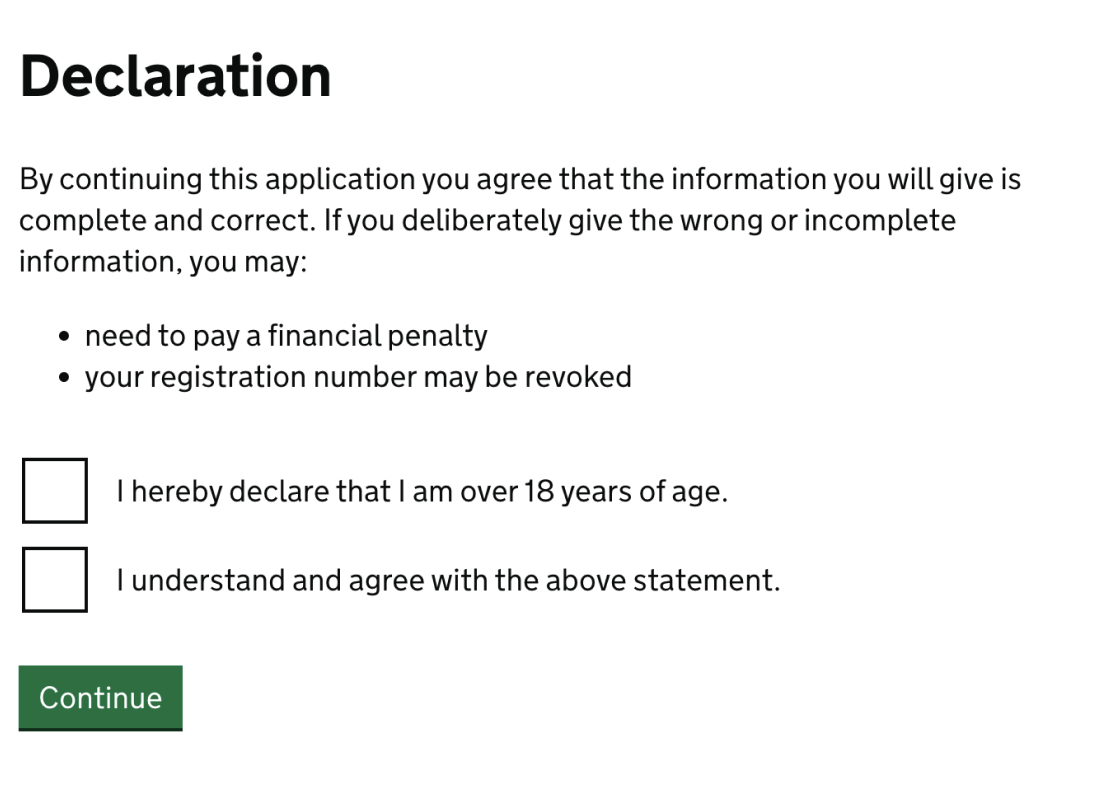 Declaration
By continuing this application you agree that the information you will give is
complete and correct. If you deliberately give the wrong or incomplete
information, you may:
• need to pay a financial penalty
• your registration number may be revoked
I hereby declare that I am over 18 years of age.
I understand and agree with the above statement.
Continue